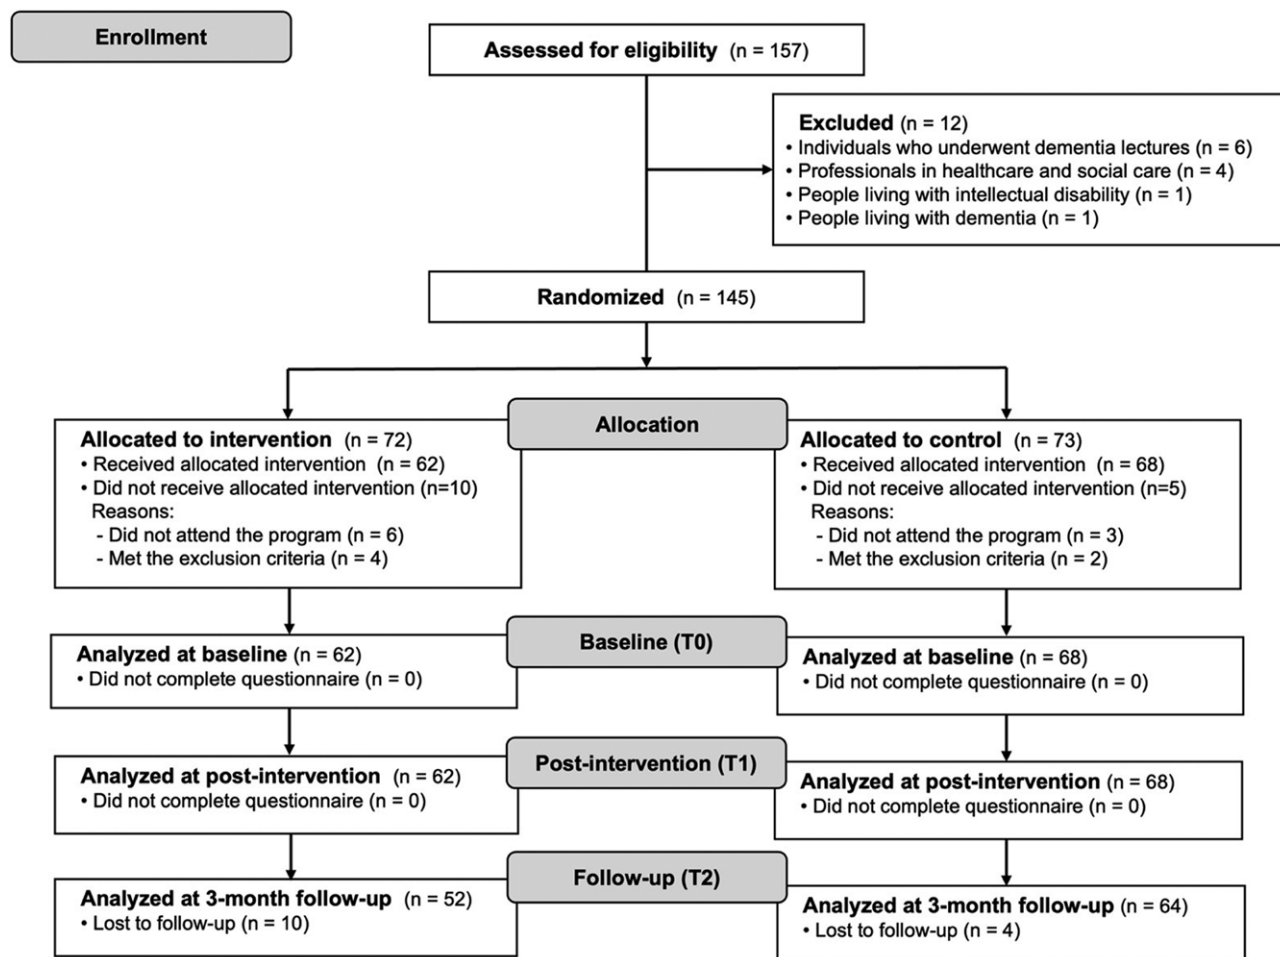 Enrollment
Assessed for eligibility (n = 157)
Excluded (n = 12)
• Individuals who underwent dementia lectures (n = 6)
• Professionals in healthcare and social care (n = 4)
• People living with intellectual disability (n = 1)
• People living with dementia (n = 1)
Randomized (n = 145)
Allocation
Allocated to intervention (n = 72)
• Received allocated intervention (n = 62)
• Did not receive allocated intervention (n=10)
Reasons:
- Did not attend the program (n = 6)
- Met the exclusion criteria (n = 4)
Allocated to control (n = 73)
• Received allocated intervention (n = 68)
• Did not receive allocated intervention (n=5)
Reasons:
- Did not attend the program (n = 3)
- Met the exclusion criteria (n = 2)
Baseline (T0)
Analyzed at baseline (n = 62)
• Did not complete questionnaire (n = 0)
Analyzed at baseline (n = 68)
• Did not complete questionnaire (n = 0)
Post-intervention (T1)
Analyzed at post-intervention (n = 62)
• Did not complete questionnaire (n = 0)
Analyzed at post-intervention (n = 68)
• Did not complete questionnaire (n = 0)
Follow-up (T2)
Analyzed at 3-month follow-up (n = 52)
• Lost to follow-up (n = 10)
Analyzed at 3-month follow-up (n = 64)
• Lost to follow-up (n = 4)